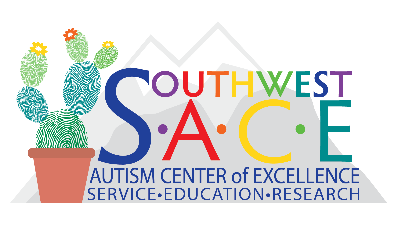 SOUTHWEST
S•A•C•E
AUTISM CENTER of EXCELLENCE
SERVICE•EDUCATION•RESEARCH